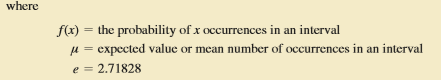 where
f(x) = the probability of x occurrences in an interval
μ = expected value or mean number of occurrences in an interval
e = 2.71828